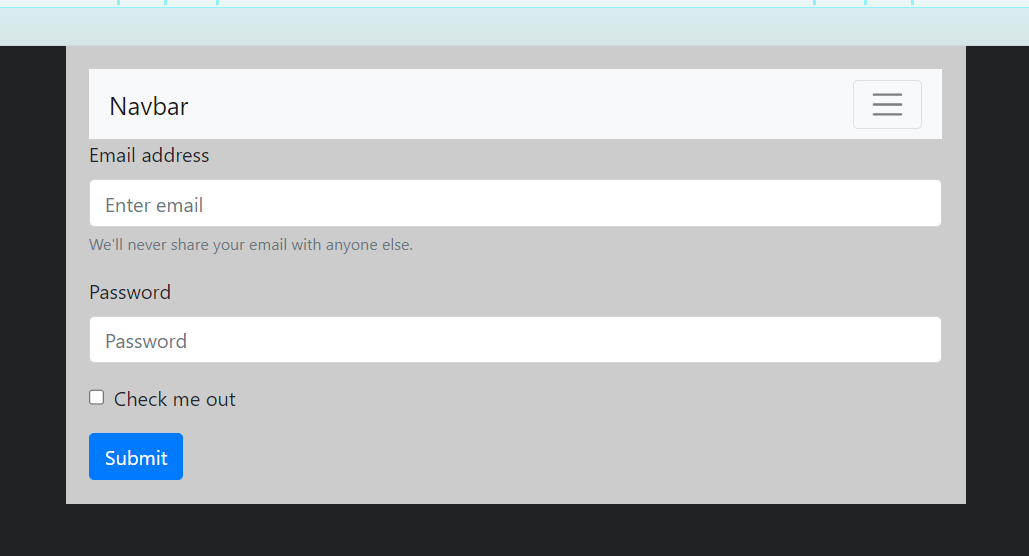 Navbar
Email address
Enter email
We'll never share your email with anyone else.
Password
Password
Check me out
Submit